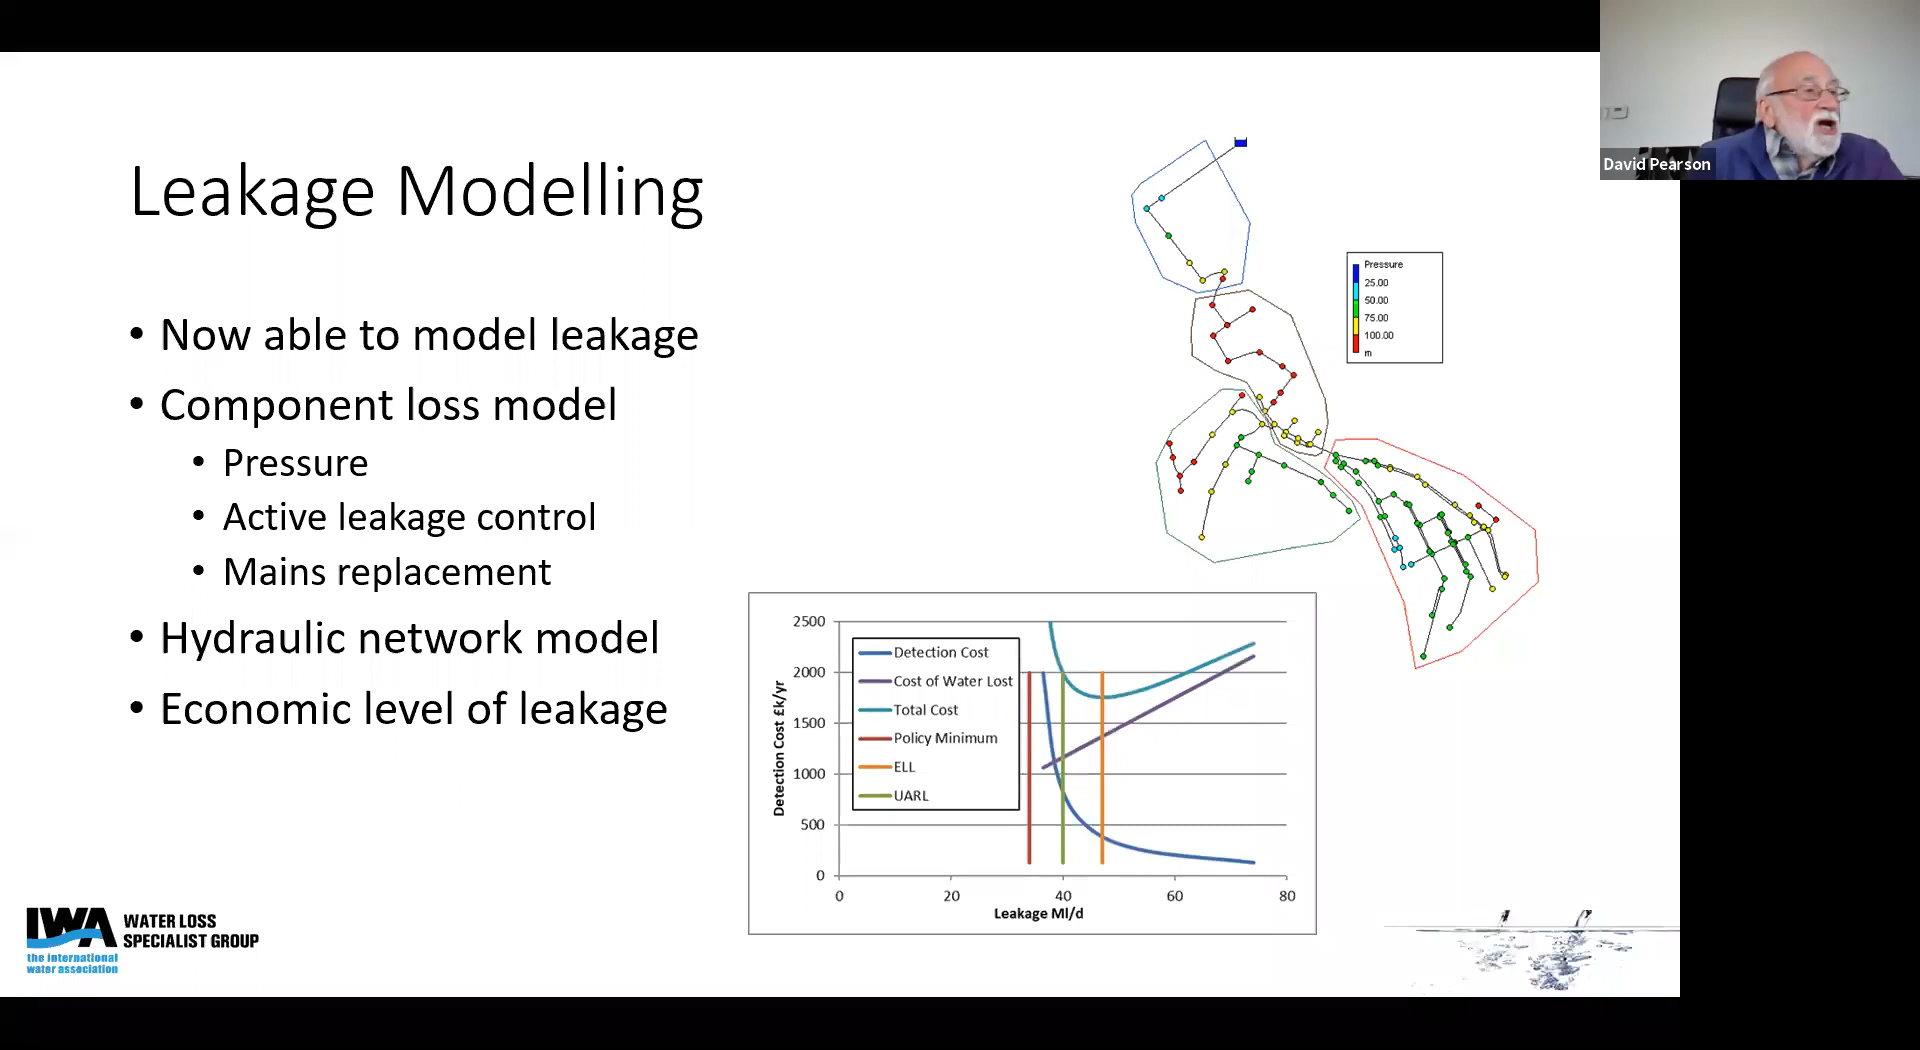 David Pearson
Leakage Modelling
• Now able to model leakage
• Component loss model
• Pressure
• Active leakage control
• Mains replacement
• Hydraulic network model
• Economic level of leakage
Pressure
25.00
50.00
75.00
100.00
m
2500
2000
1500
1000
500
0
Detection Cost £k/yr
Detection Cost
Cost of Water Lost
Total Cost
Policy Minimum
ELL
UARL
0
20
40
60
80
Leakage Ml/d
IWA
WATER LOSS
SPECIALIST GROUP
the international
water association